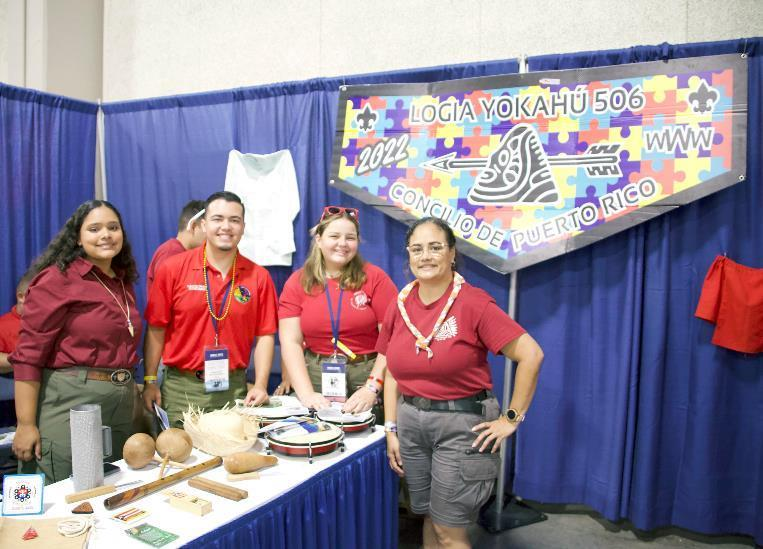 LOGIA YOKAHÚ 506
2022
WWW
CONCILIO DE PUERTO RICO